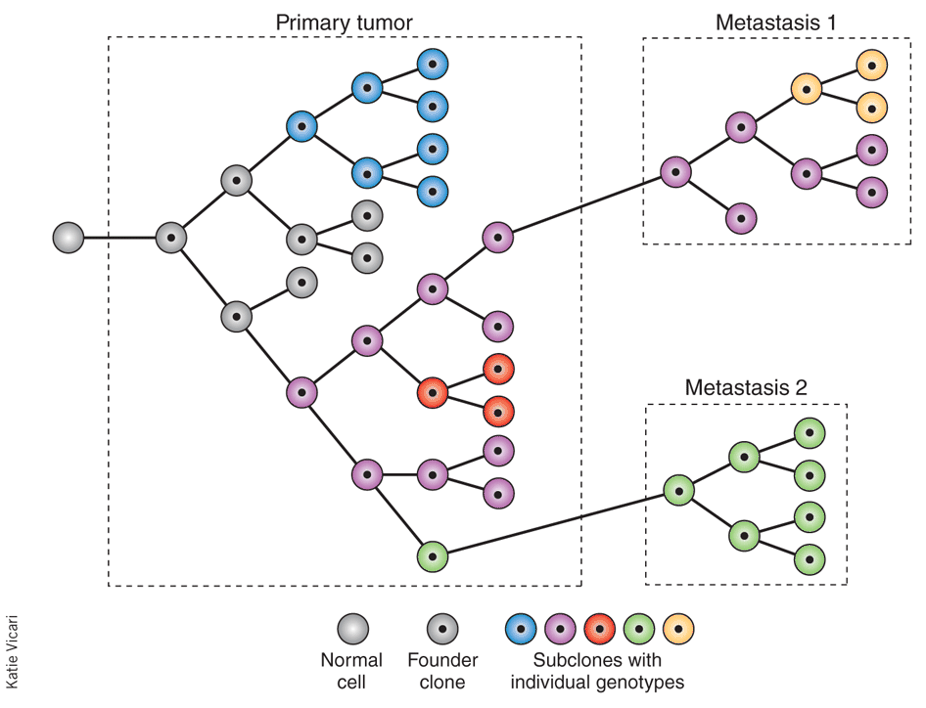 Primary tumor
Metastasis 1
Metastasis 2
Normal
cell
Founder
clone
Subclones with
individual genotypes
Katie Vicari